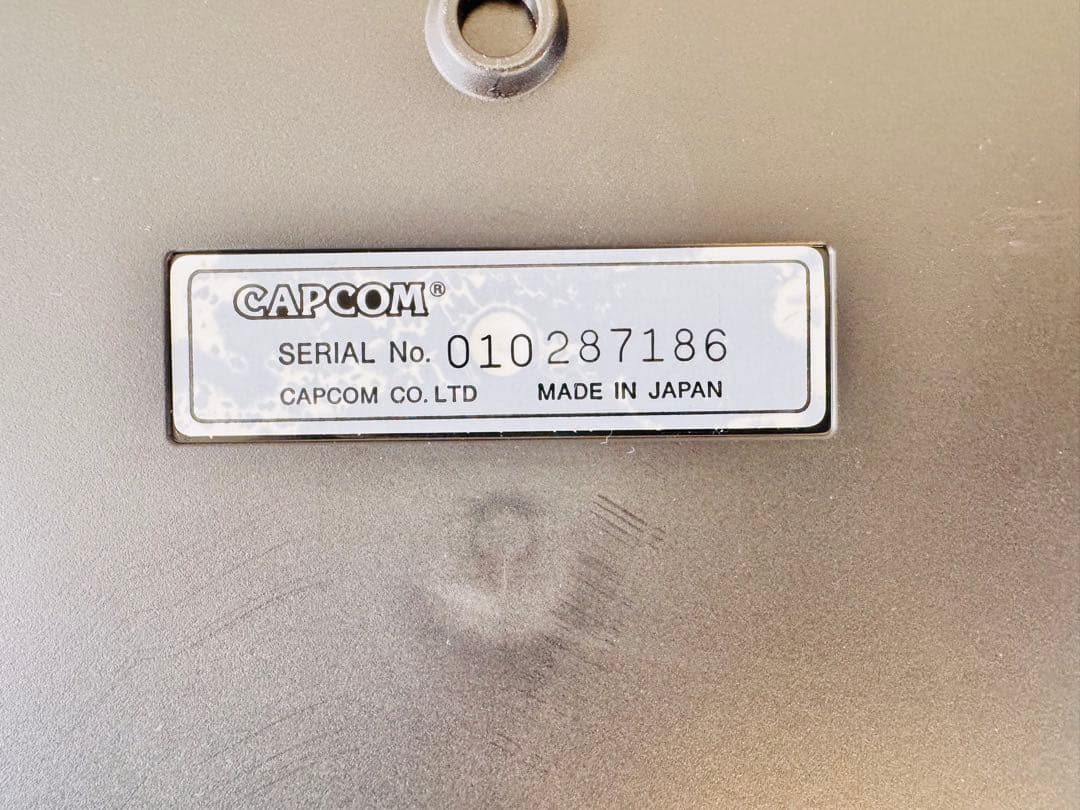 CAPCOM®
SERIAL No. 010287186
CAPCOM CO. LTD MADE IN JAPAN